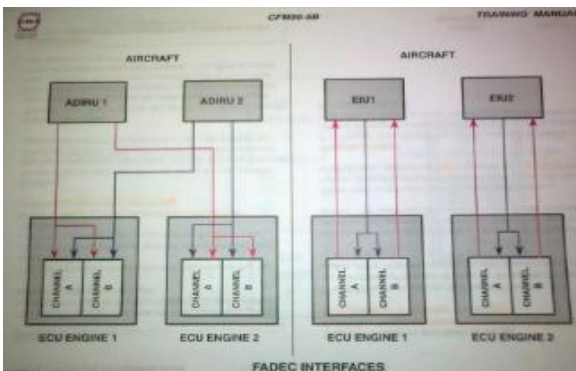 CFM56-5B
TRAINING MANUAL
AIRCRAFT
AIRCRAFT
ADIRU 1
ADIRU 2
EIU1
EIU2
CHANNEL A
CHANNEL B
CHANNEL A
CHANNEL B
CHANNEL A
CHANNEL B
CHANNEL A
CHANNEL B
ECU ENGINE 1
ECU ENGINE 2
ECU ENGINE 1
ECU ENGINE 2
FADEC INTERFACES